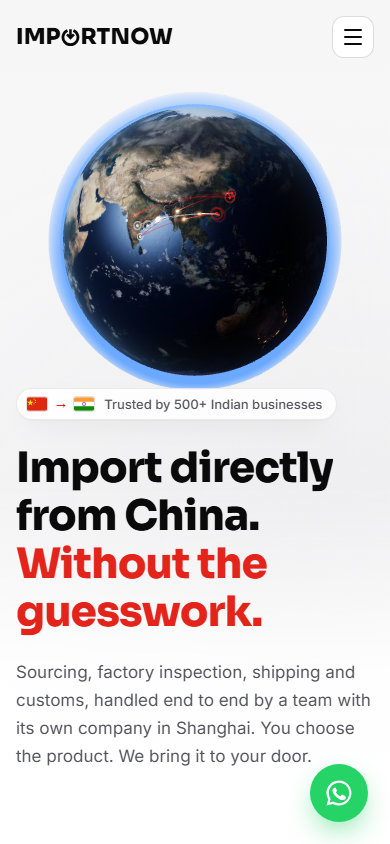 IMPORTNOW
→ Trusted by 500+ Indian businesses
Import directly
from China.
Without the
guesswork.
Sourcing, factory inspection, shipping and
customs, handled end to end by a team with
its own company in Shanghai. You choose
the product. We bring it to your door.